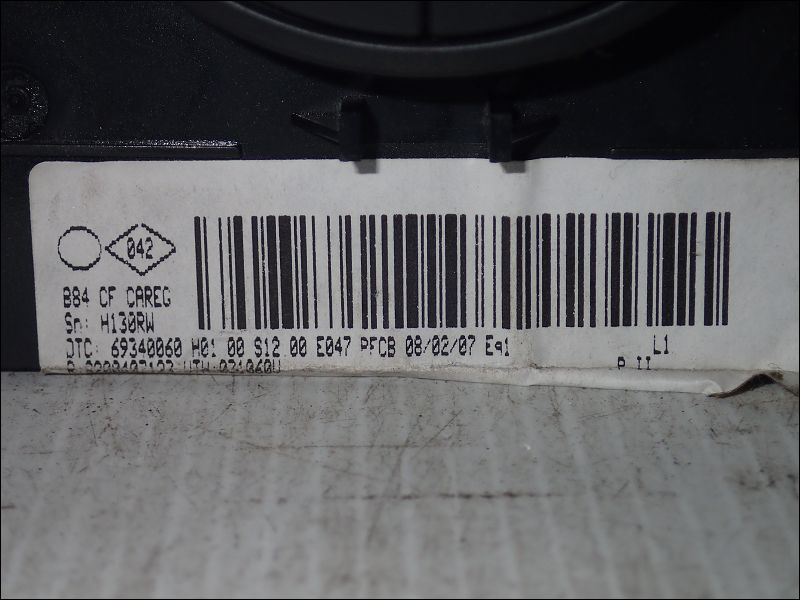 042
B84 CF CAREG
Sn: H130RW
DTC: 69340060 H01 00 S12 00 E047 PFCB 08/02/07 Eq1 L1
P II